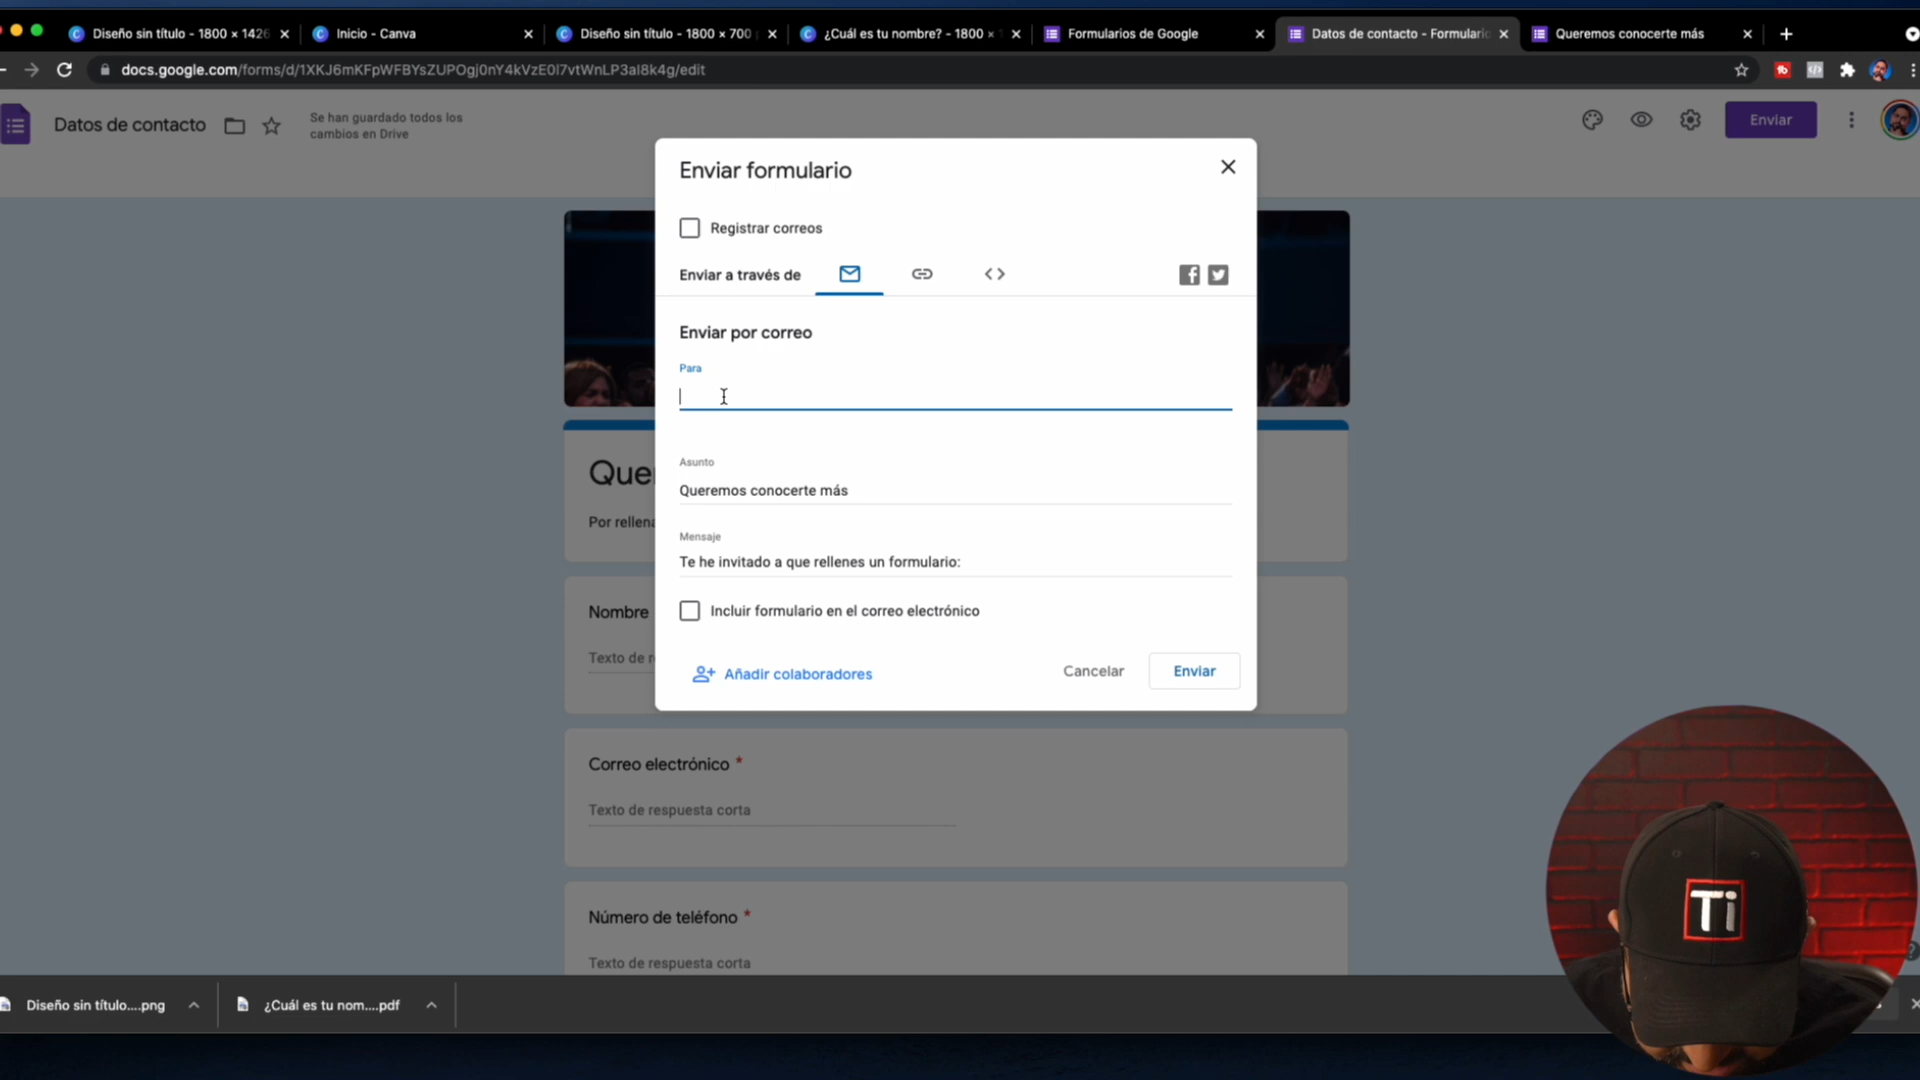 Diseño sin título - 1800 × 1426
Inicio - Canva
Diseño sin título - 1800 × 700
¿Cuál es tu nombre? - 1800 ×
Formularios de Google
Datos de contacto - Formulario
Queremos conocerte más
docs.google.com/forms/d/1XKJ6mKFpWFBYsZUPOgj0nY4kVzE0l7vtWnLP3al8k4g/edit
Datos de contacto
Se han guardado todos los
cambios en Drive
Enviar
Enviar formulario
Registrar correos
Enviar a través de
Enviar por correo
Para
Asunto
Queremos conocerte más
Mensaje
Te he invitado a que rellenes un formulario:
Incluir formulario en el correo electrónico
Añadir colaboradores
Cancelar
Enviar
Que
Por rellena
Nombre
Texto de r
Correo electrónico *
Texto de respuesta corta
Número de teléfono *
Texto de respuesta corta
Diseño sin título....png
¿Cuál es tu nom....pdf
Ti